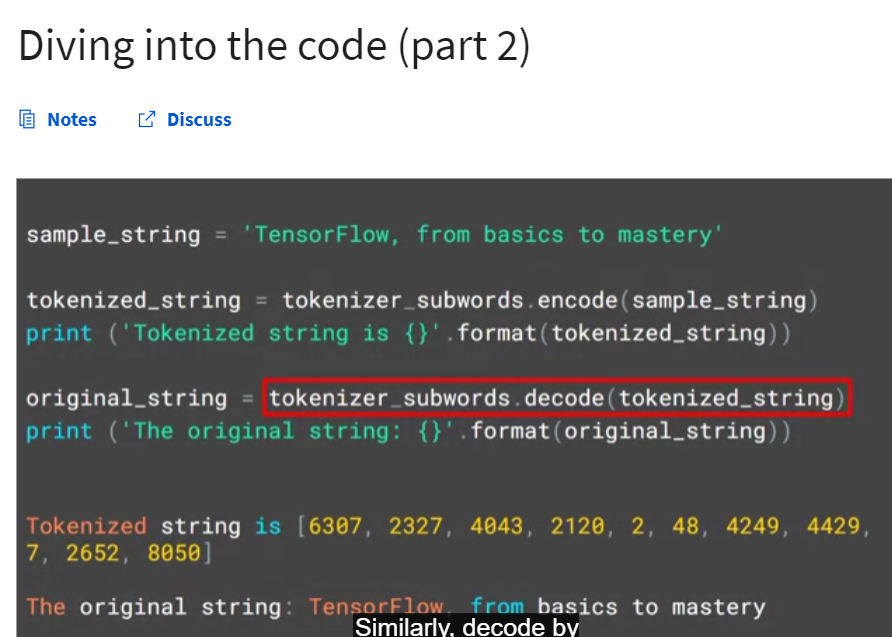 Diving into the code (part 2)
Notes Discuss
sample_string = 'TensorFlow, from basics to mastery'
tokenized_string = tokenizer_subwords.encode(sample_string)
print ('Tokenized string is {}'.format(tokenized_string))
original_string = tokenizer_subwords.decode(tokenized_string)
print ('The original string: {}'.format(original_string))
Tokenized string is [6307, 2327, 4043, 2120, 2, 48, 4249, 4429,
7, 2652, 8050]
The original string: TensorFlow, from basics to mastery
Similarly, decode by